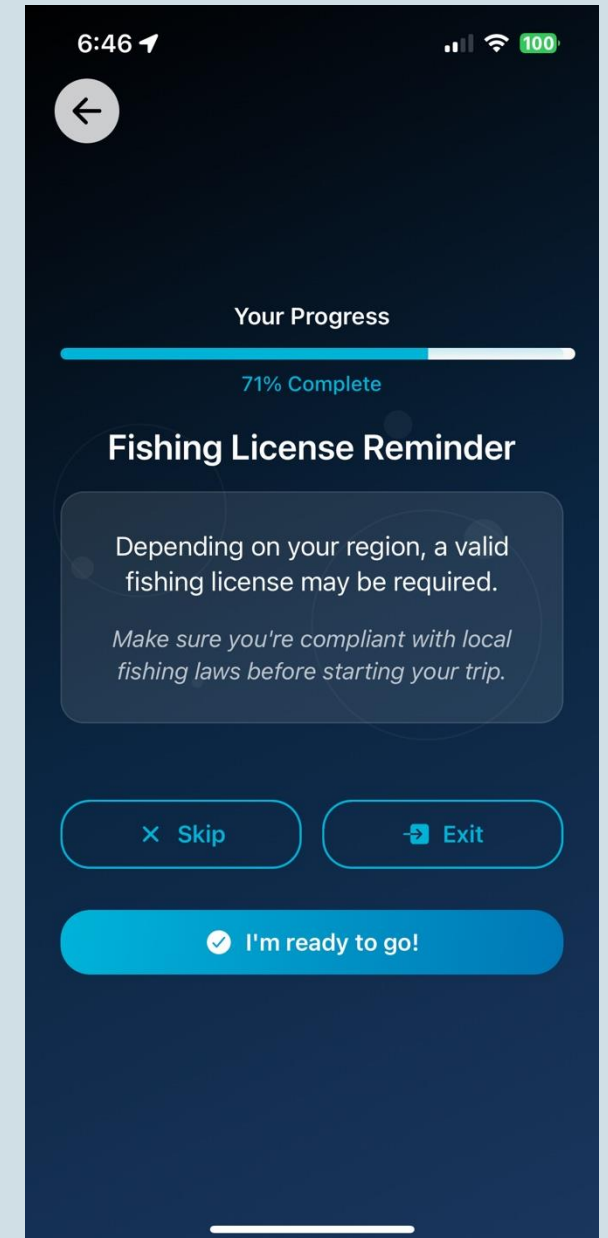 6:46
100
Your Progress
71% Complete
Fishing License Reminder
Depending on your region, a valid
fishing license may be required.
Make sure you're compliant with local
fishing laws before starting your trip.
Skip
Exit
I'm ready to go!